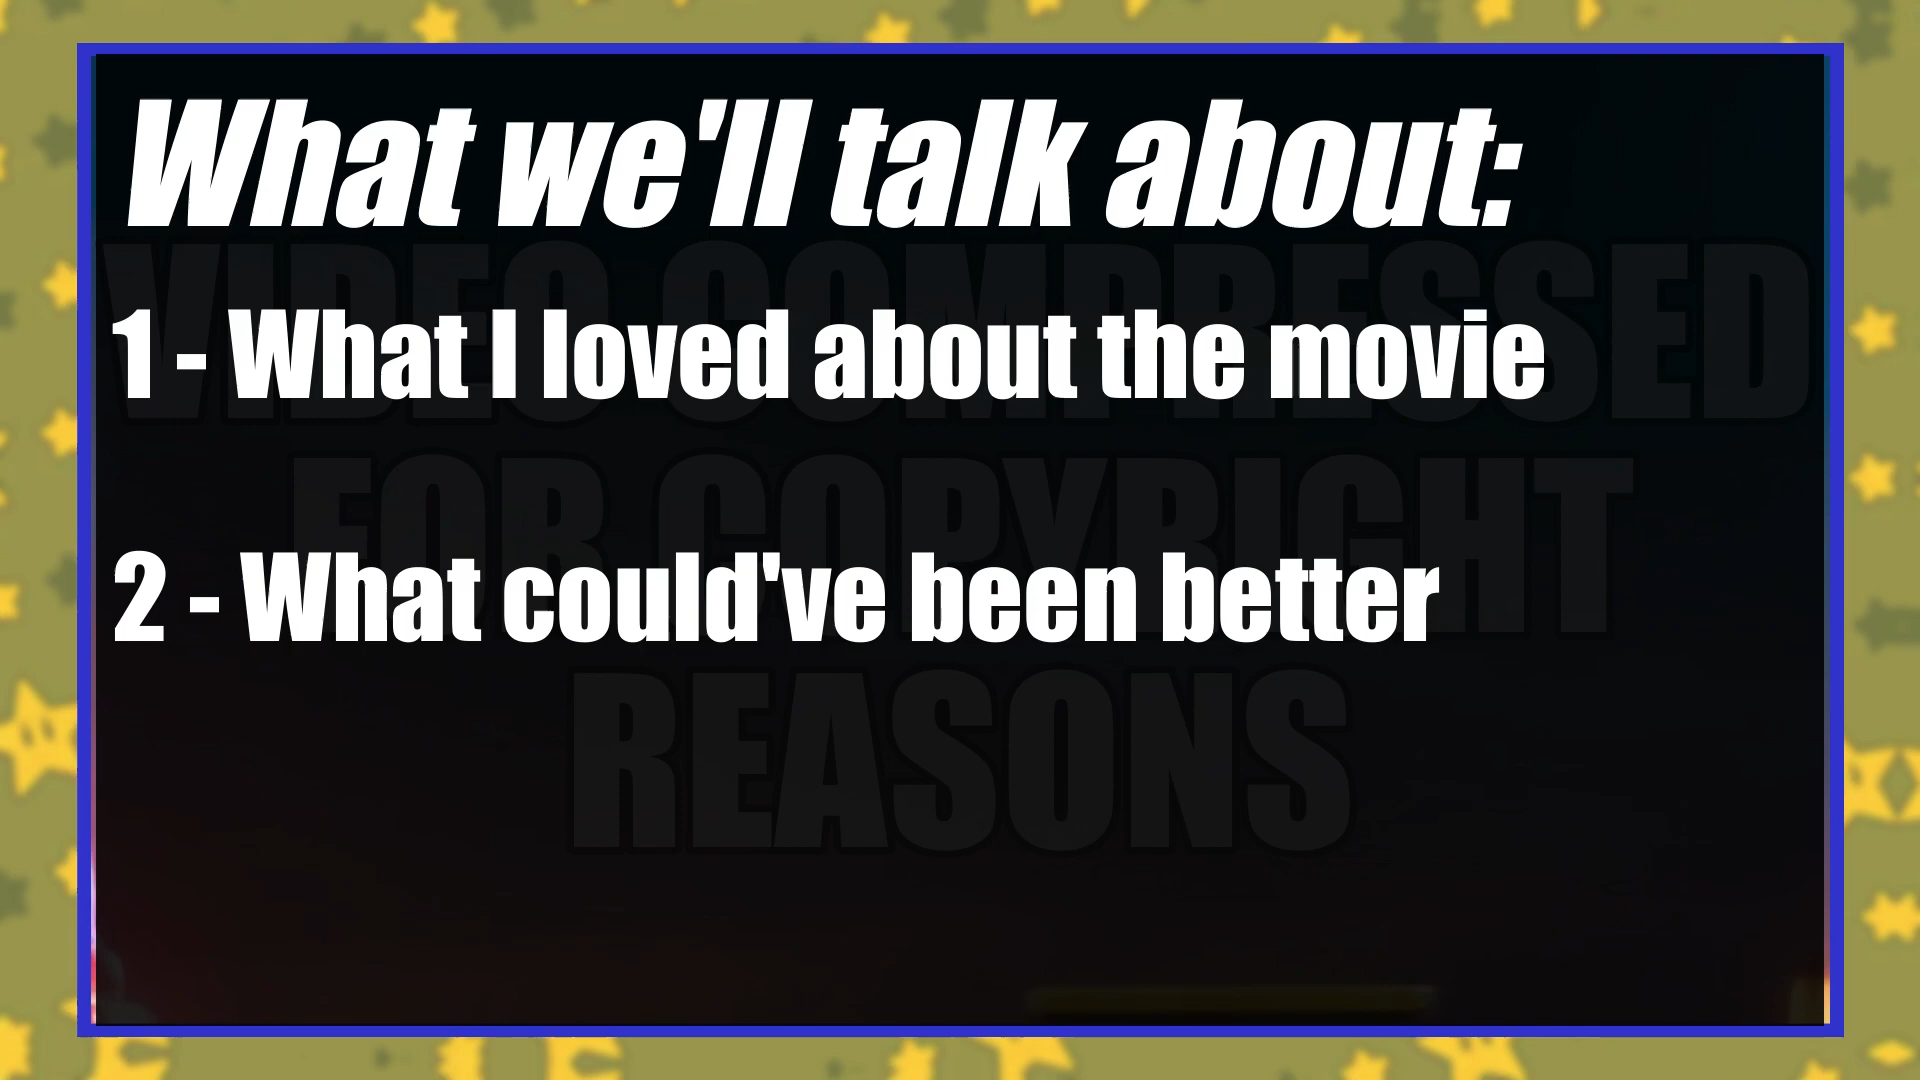 What we'll talk about:
VIDEO COMPRESSED
1 - What I loved about the movie
FOR COPYRIGHT
2 - What could've been better
REASONS